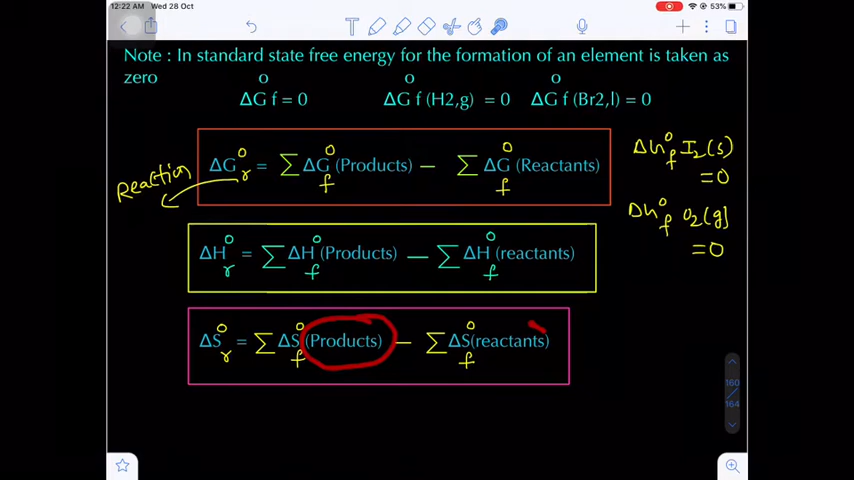 12:22 AM Wed 28 Oct
53%
Note : In standard state free energy for the formation of an element is taken as
zero
o o o
ΔG f = 0 ΔG f (H2,g) = 0 ΔG f (Br2,l) = 0
Reaction
ΔG°r = ∑ ΔG°f (Products) — ∑ ΔG°f (Reactants)
Δh°f I2(s)
=0
Δh°f O2(g)
=0
ΔH°r = ∑ ΔH°f (Products) — ∑ ΔH°f (reactants)
ΔS°r = ∑ ΔS°f (Products) — ∑ ΔS°f (reactants)
160
164